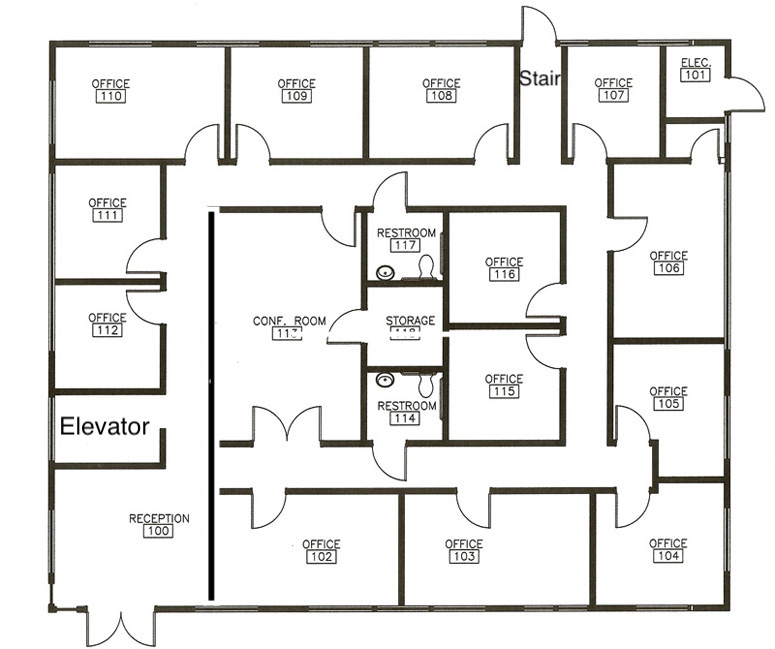 OFFICE
110
OFFICE
109
OFFICE
108
Stair
OFFICE
107
ELEC.
101
OFFICE
111
RESTROOM
117
OFFICE
116
OFFICE
106
OFFICE
112
CONF. ROOM
STORAGE
OFFICE
115
OFFICE
105
RESTROOM
114
Elevator
RECEPTION
100
OFFICE
102
OFFICE
103
OFFICE
104